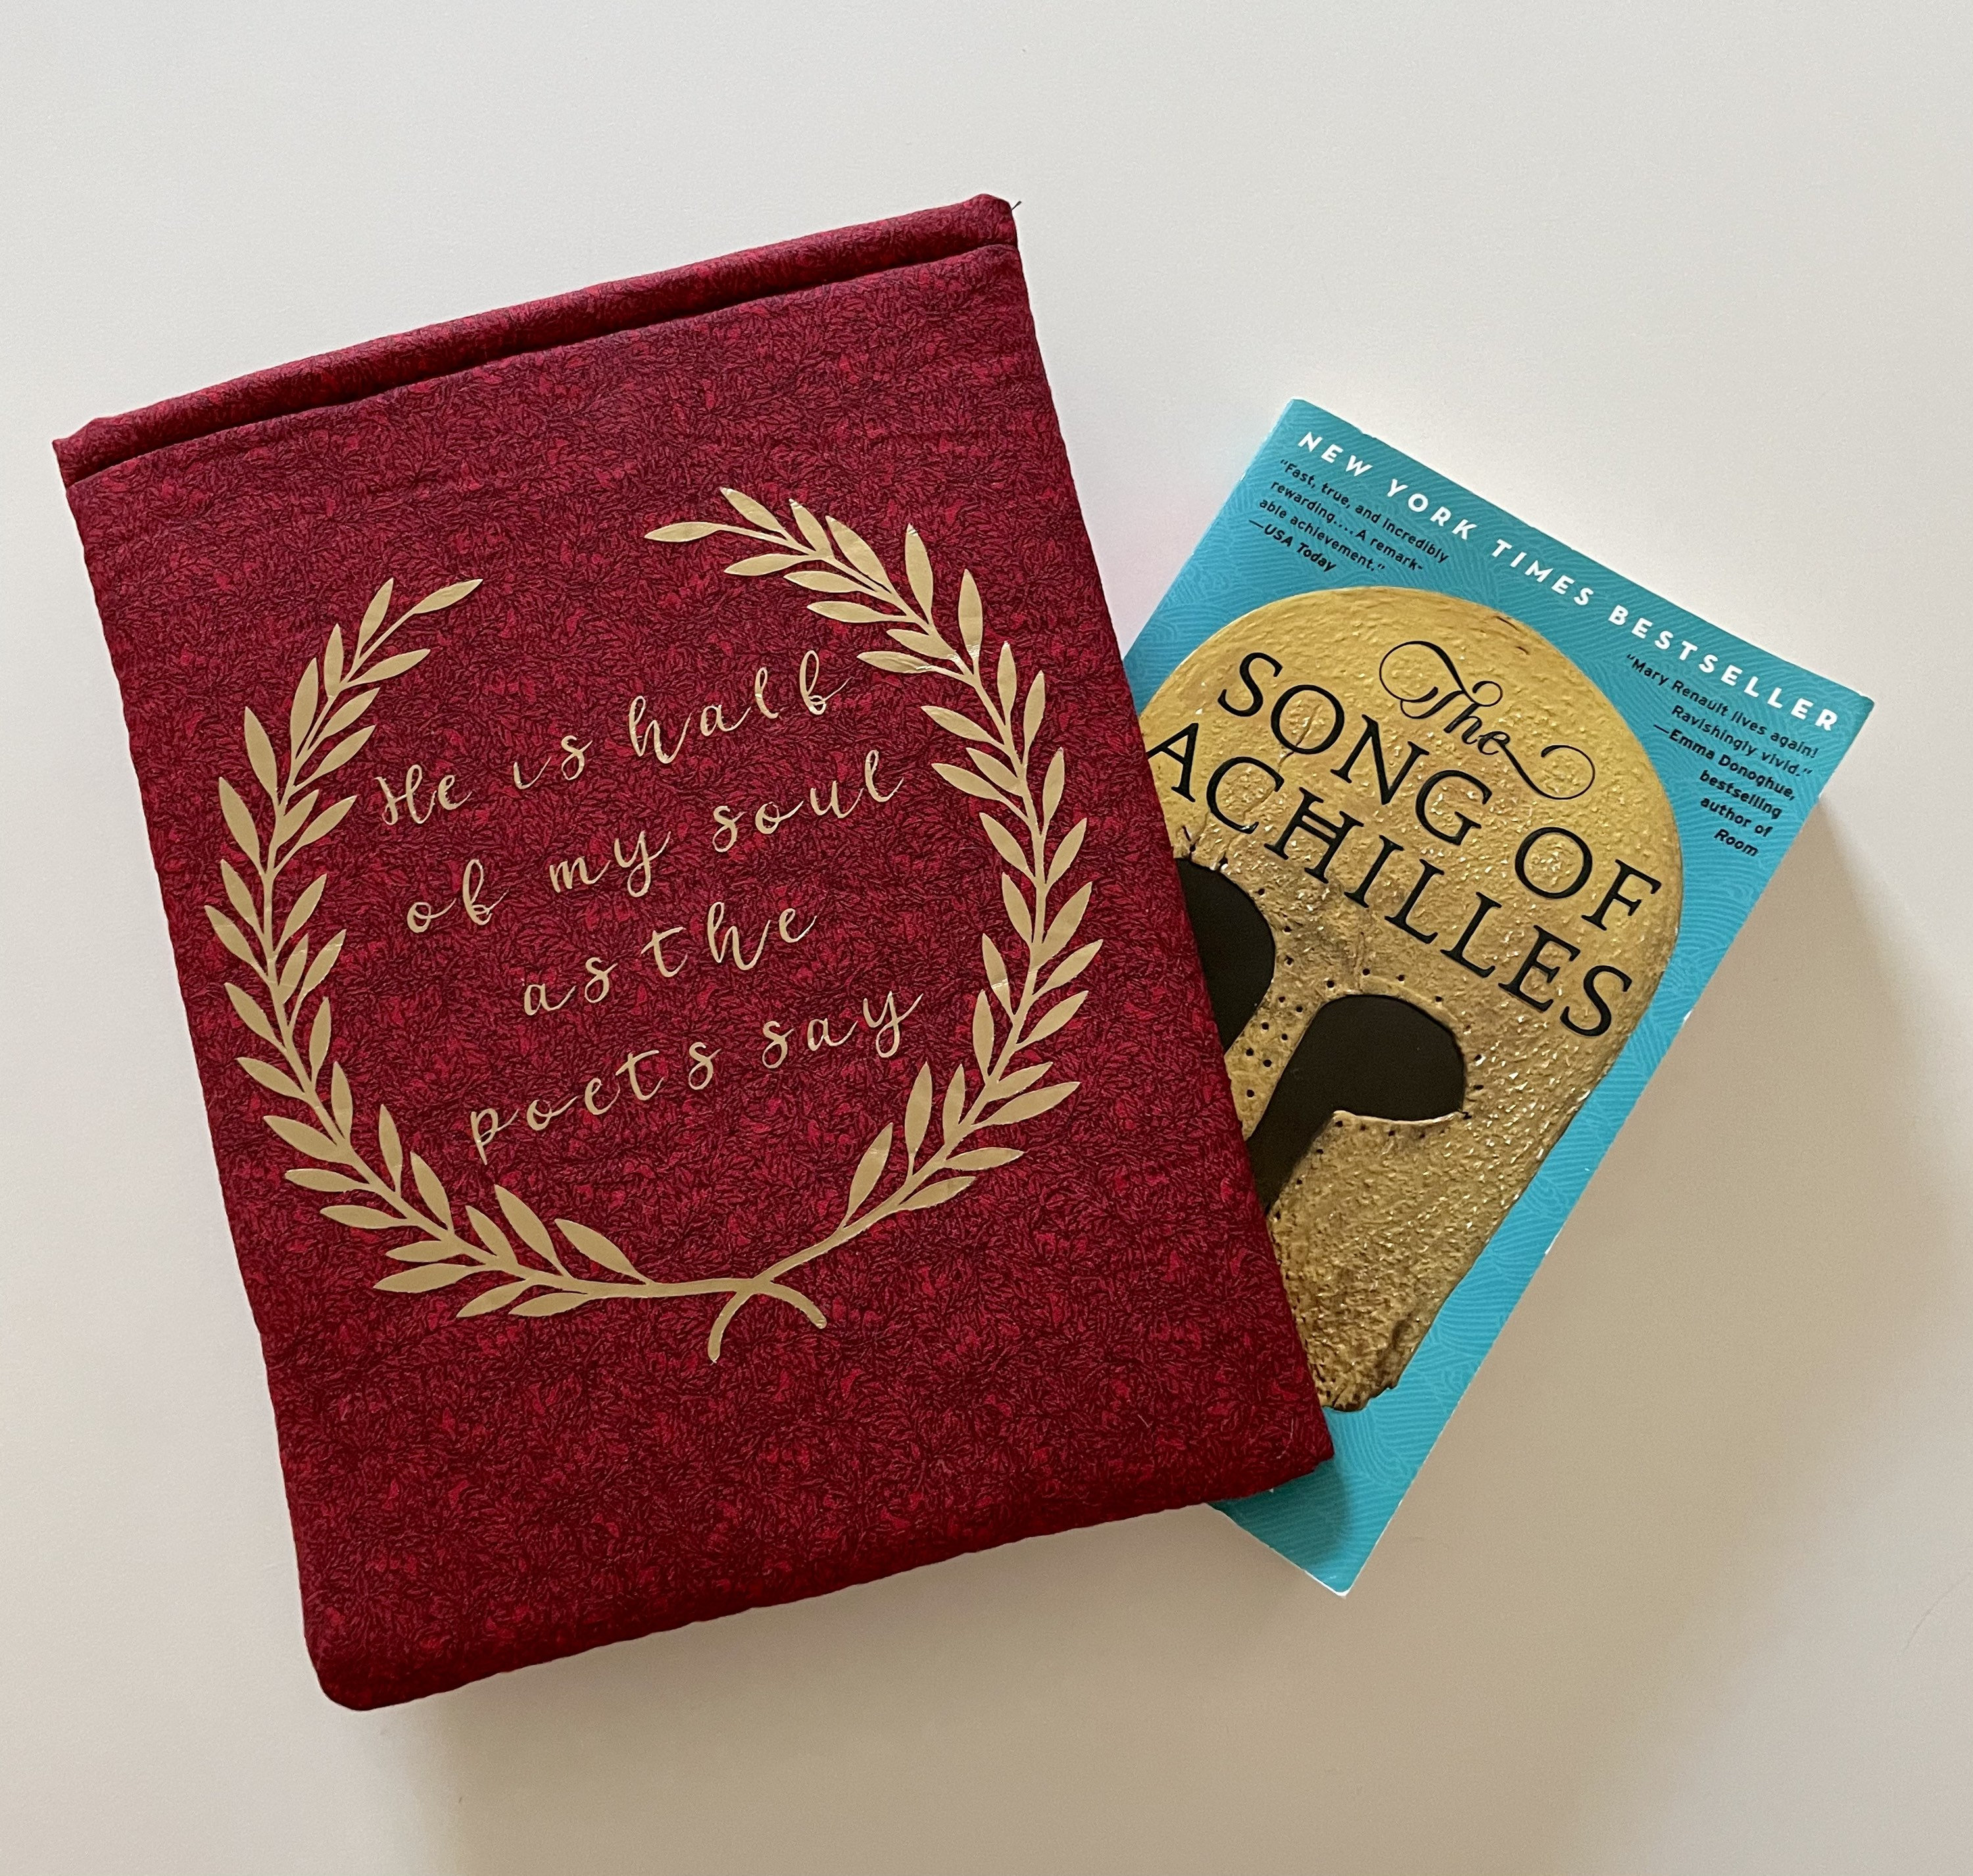 He is half
of my soul
as the
poets say
NEW YORK TIMES BESTSELLER
"Fast, true, and incredibly
rewarding.... A remark-
able achievement."
—USA Today
"Mary Renault lives again!
Ravishingly vivid."
—Emma Donoghue,
bestselling
author of
Room
The
SONG OF
ACHILLES